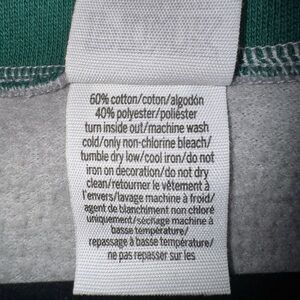 60% cotton/coton/algodón
40% polyester/poliéster
turn inside out/machine wash
cold/only non-chlorine bleach/
tumble dry low/cool iron/do not
iron on decoration/do not dry
clean/retourner le vêtement à
l'envers/lavage machine à froid/
agent de blanchiment non chloré
uniquement/séchage machine à
basse température/
repassage à basse température/
ne pas repasser sur les